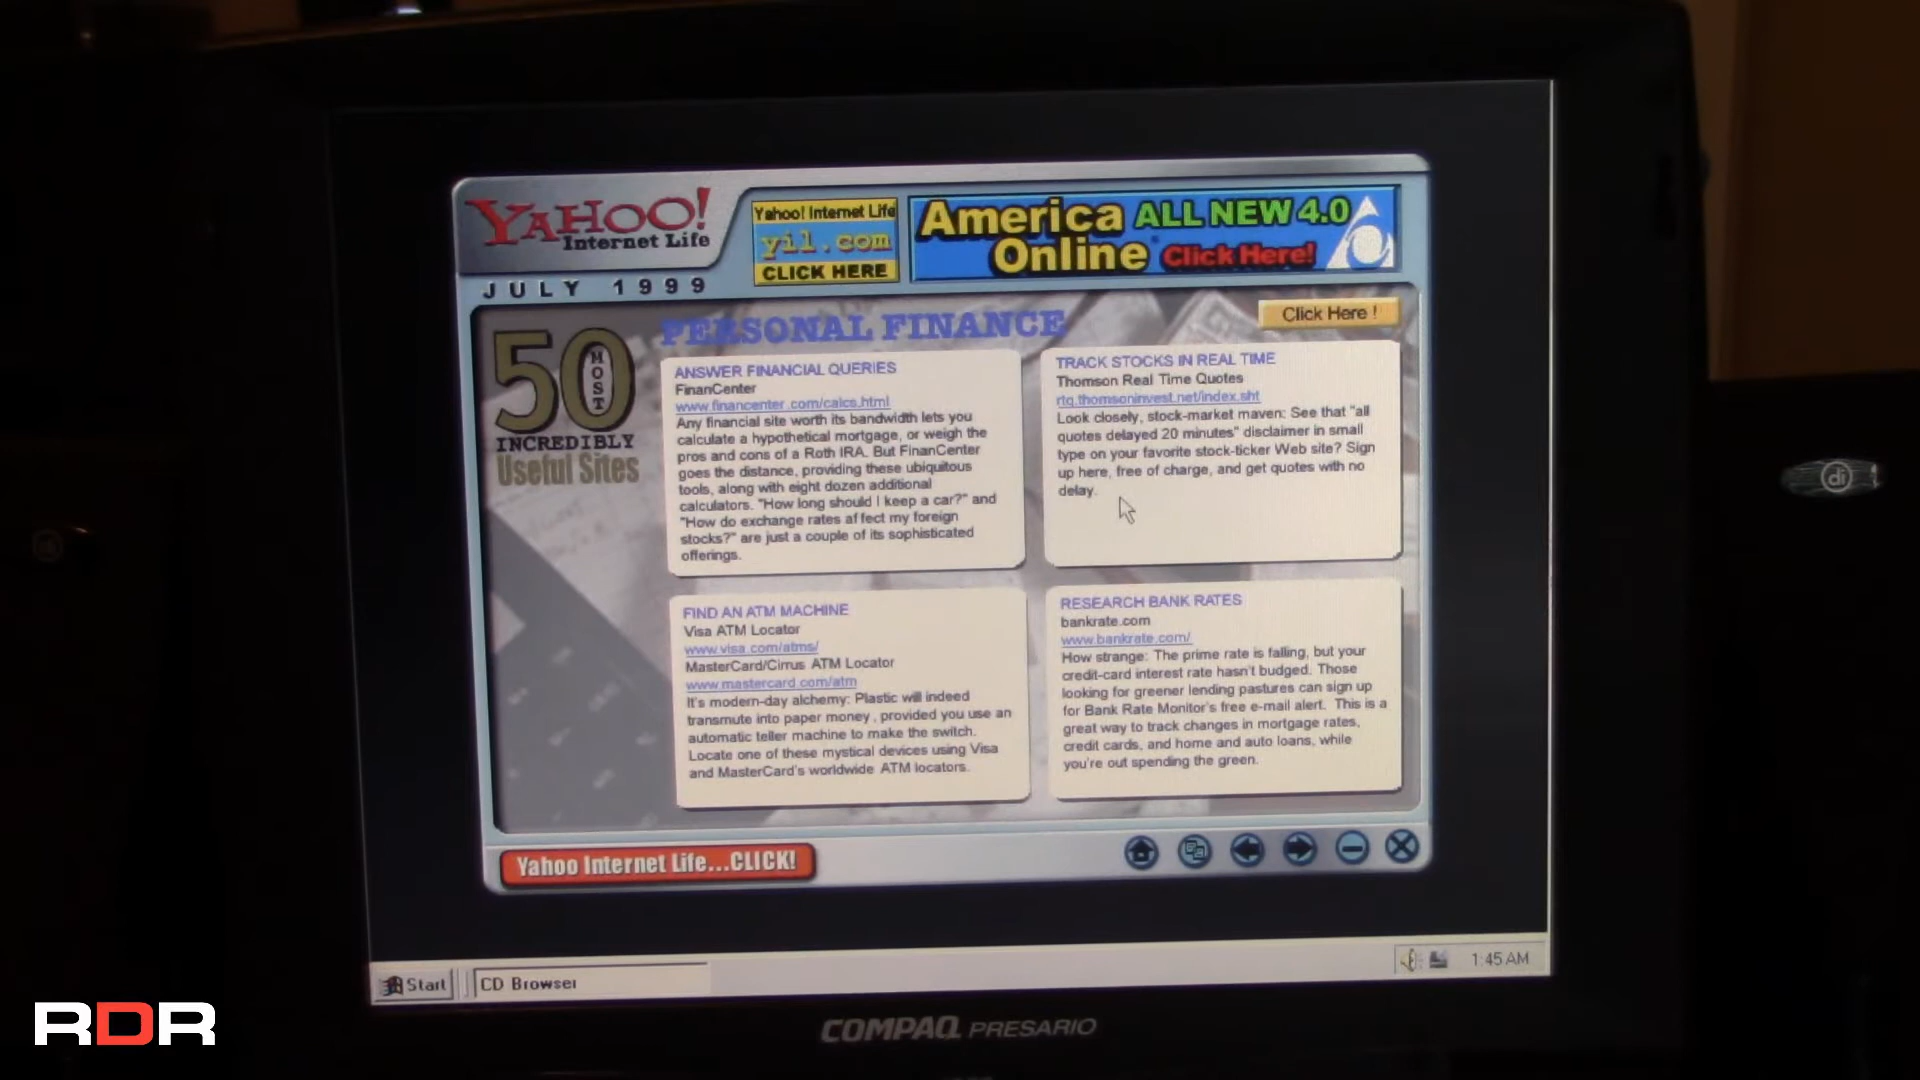 YAHOO!
Internet Life
JULY 1999
Yahoo! Internet Life
yil.com
CLICK HERE
America ALL NEW 4.0
Online Click Here!
50
MOST
INCREDIBLY
Useful Sites
PERSONAL FINANCE
Click Here !
ANSWER FINANCIAL QUERIES
FinanCenter
www.financenter.com/calcs.html
Any financial site worth its bandwidth lets you
calculate a hypothetical mortgage, or weigh the
pros and cons of a Roth IRA. But FinanCenter
goes the distance, providing these ubiquitous
tools, along with eight dozen additional
calculators. "How long should I keep a car?" and
"How do exchange rates affect my foreign
stocks?" are just a couple of its sophisticated
offerings.
TRACK STOCKS IN REAL TIME
Thomson Real Time Quotes
rtq.thomsoninvest.net/index.sht
Look closely, stock-market maven: See that "all
quotes delayed 20 minutes" disclaimer in small
type on your favorite stock-ticker Web site? Sign
up here, free of charge, and get quotes with no
delay.
FIND AN ATM MACHINE
Visa ATM Locator
www.visa.com/atms/
MasterCard/Cirrus ATM Locator
www.mastercard.com/atm
It's modern-day alchemy: Plastic will indeed
transmute into paper money, provided you use an
automatic teller machine to make the switch.
Locate one of these mystical devices using Visa
and MasterCard's worldwide ATM locators.
RESEARCH BANK RATES
bankrate.com
www.bankrate.com/
How strange: The prime rate is falling, but your
credit-card interest rate hasn't budged. Those
looking for greener lending pastures can sign up
for Bank Rate Monitor's free e-mail alert. This is a
great way to track changes in mortgage rates,
credit cards, and home and auto loans, while
you're out spending the green.
Yahoo Internet Life...CLICK!
Start
CD Browser
1:45 AM
COMPAQ PRESARIO
di
RDR